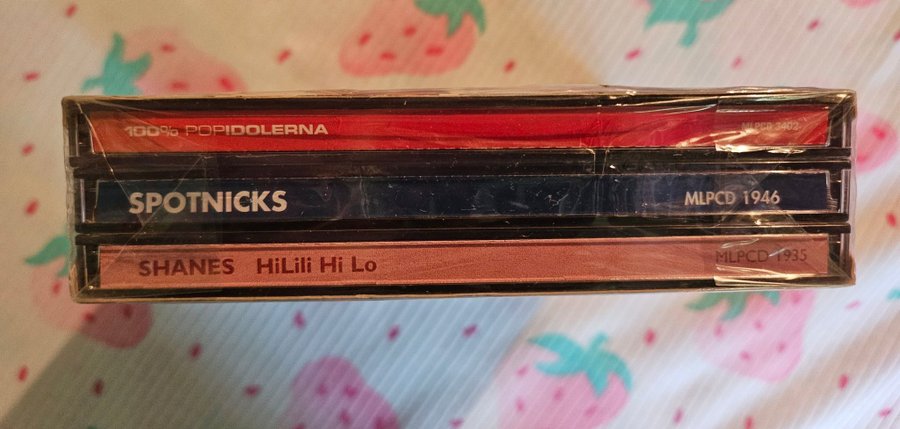 100% POPIDOLERNA MLPCD 3402
SPOTNICKS MLPCD 1946
SHANES HiLili Hi Lo MLPCD 1935